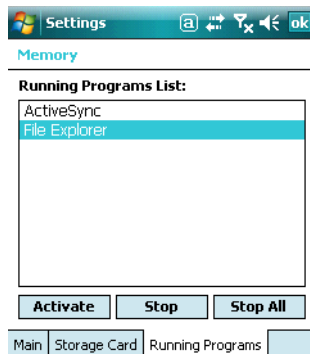 Settings a ok
Memory
Running Programs List:
ActiveSync
File Explorer
Activate Stop Stop All
Main Storage Card Running Programs